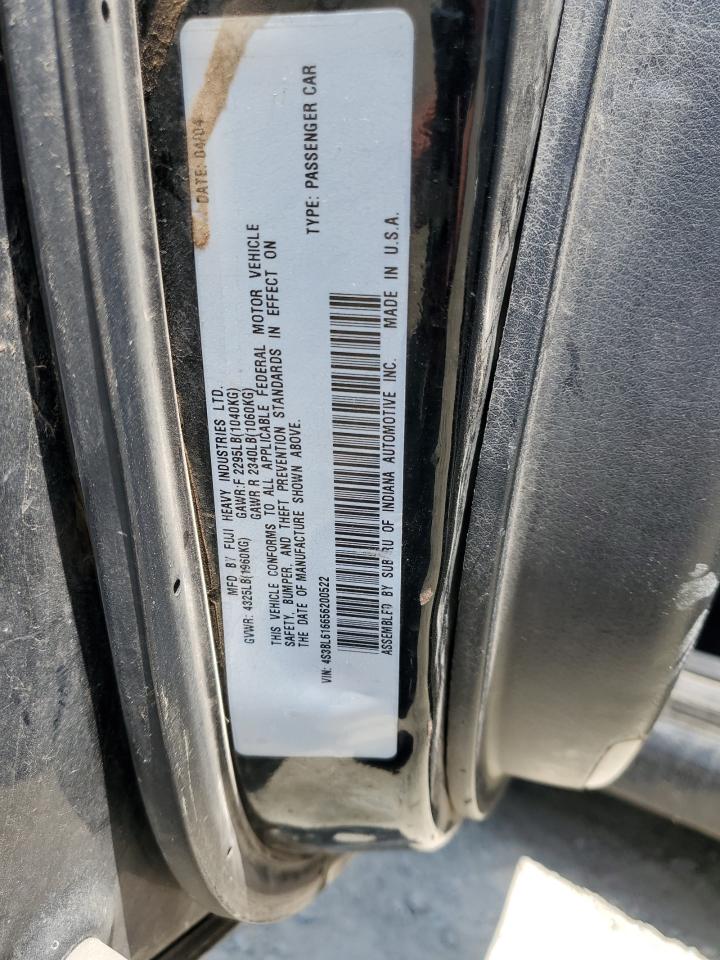 MFD BY FUJI HEAVY INDUSTRIES LTD. DATE: 04/04
GVWR: 4325LB(1960KG) GAWR:F 2295LB(1040KG)
GAWR R 2340LB(1060KG)
THIS VEHICLE CONFORMS TO ALL APPLICABLE FEDERAL MOTOR VEHICLE
SAFETY, BUMPER, AND THEFT PREVENTION STANDARDS IN EFFECT ON
THE DATE OF MANUFACTURE SHOWN ABOVE.
VIN: 4S3BL616656200522 TYPE: PASSENGER CAR
ASSEMBLED BY SUB RU OF INDIANA AUTOMOTIVE INC. MADE IN U.S.A.